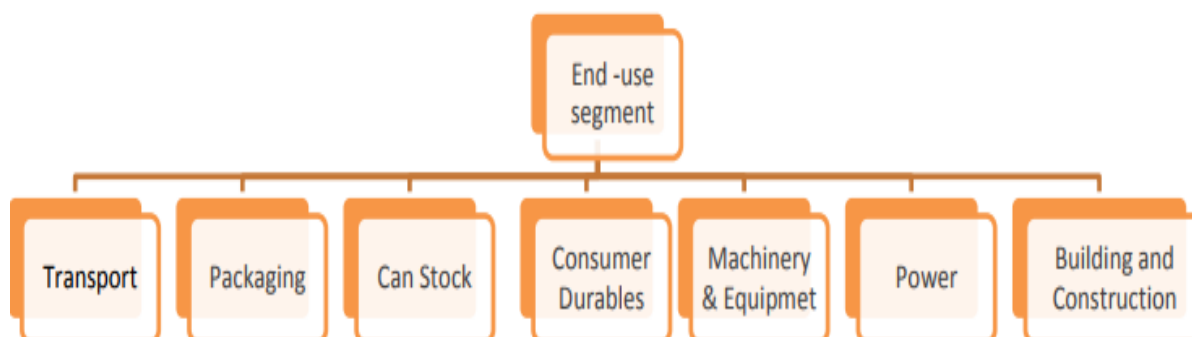 End -use
segment
Transport
Packaging
Can Stock
Consumer
Durables
Machinery
& Equipmet
Power
Building and
Construction